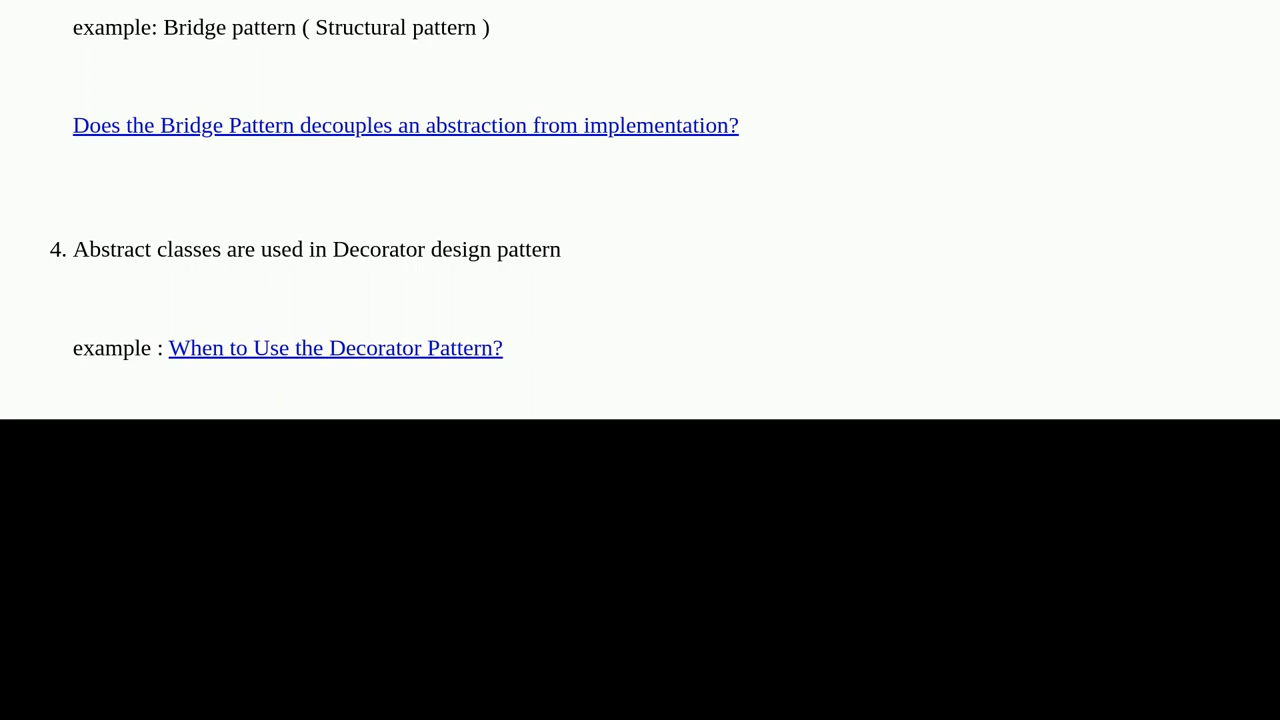 example: Bridge pattern ( Structural pattern )
Does the Bridge Pattern decouples an abstraction from implementation?
4. Abstract classes are used in Decorator design pattern
example : When to Use the Decorator Pattern?